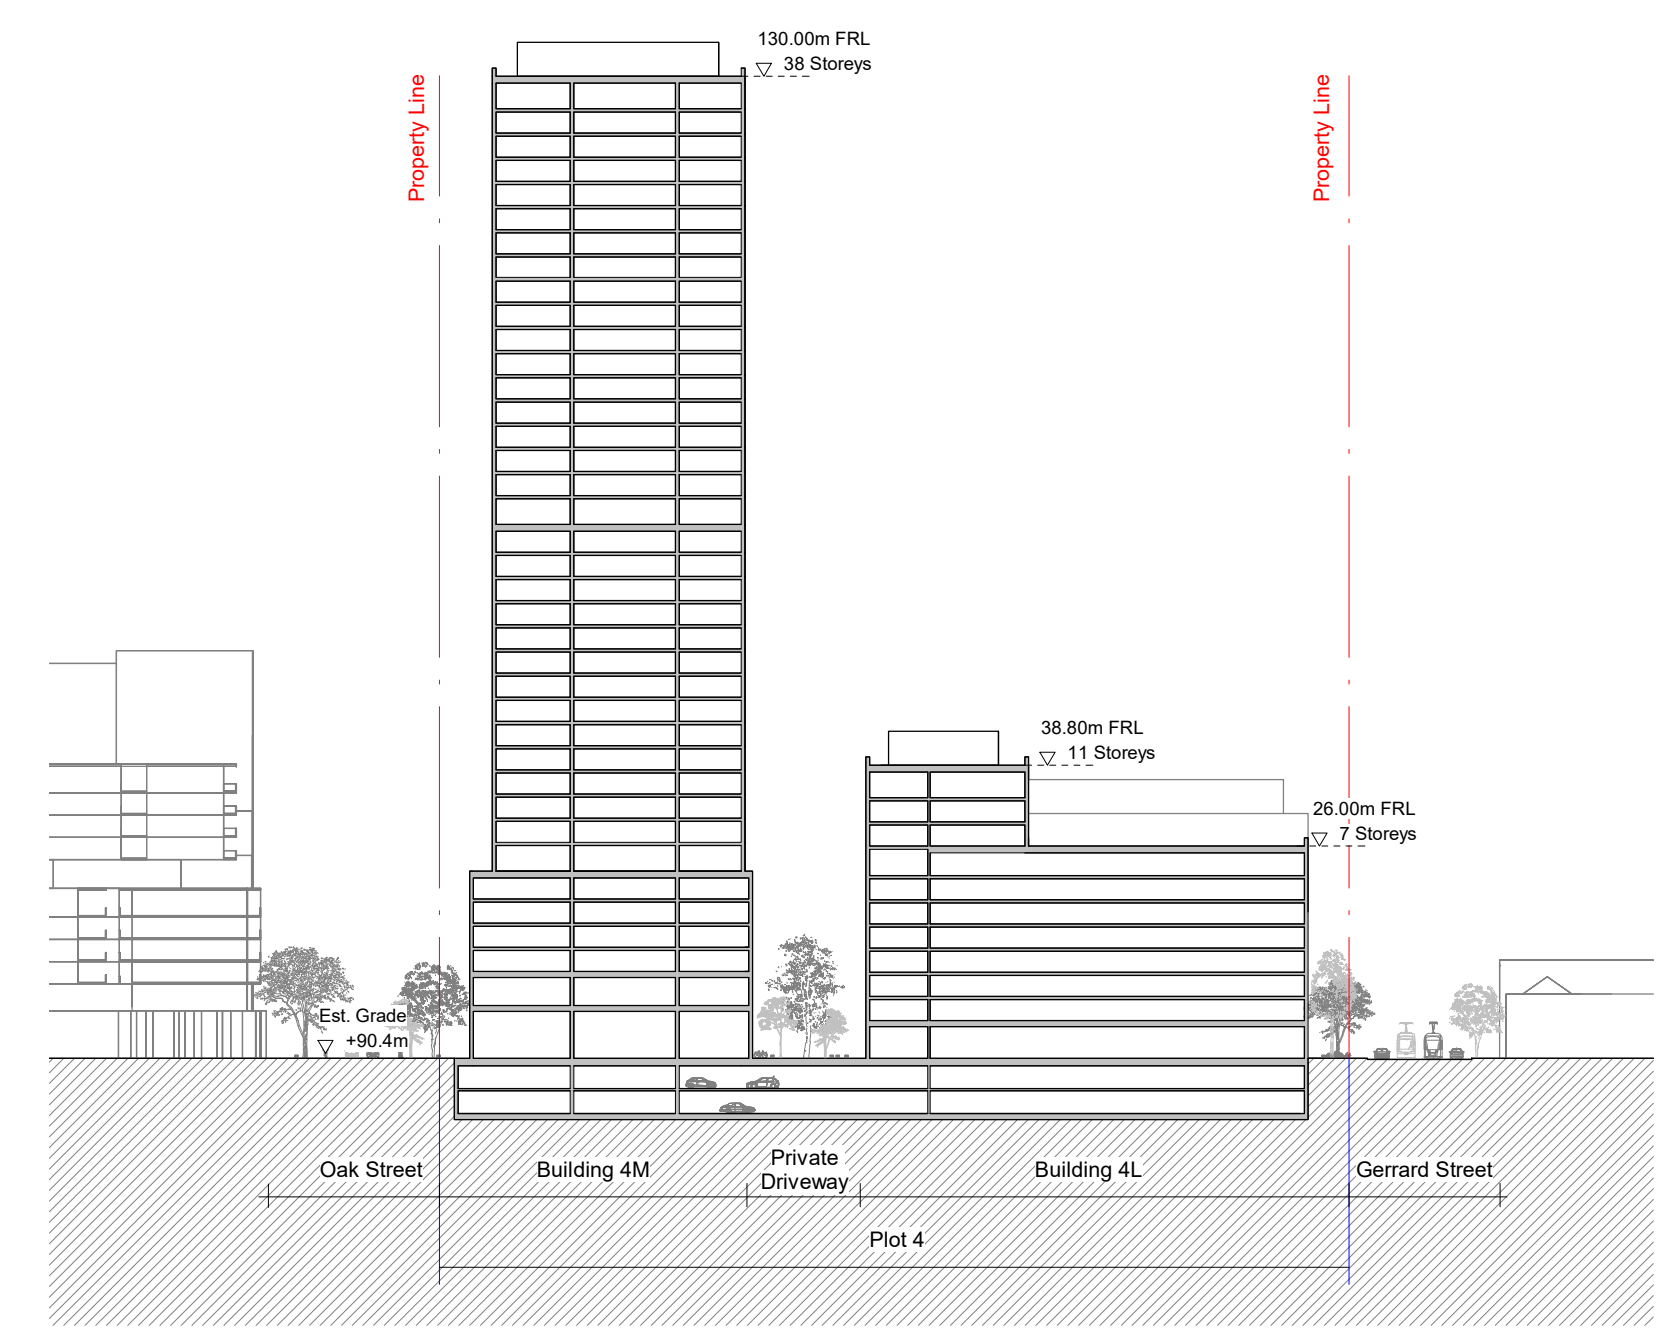 130.00m FRL
38 Storeys
Property Line
Property Line
38.80m FRL
11 Storeys
26.00m FRL
7 Storeys
Est. Grade
+90.4m
Oak Street
Building 4M
Private
Driveway
Building 4L
Gerrard Street
Plot 4